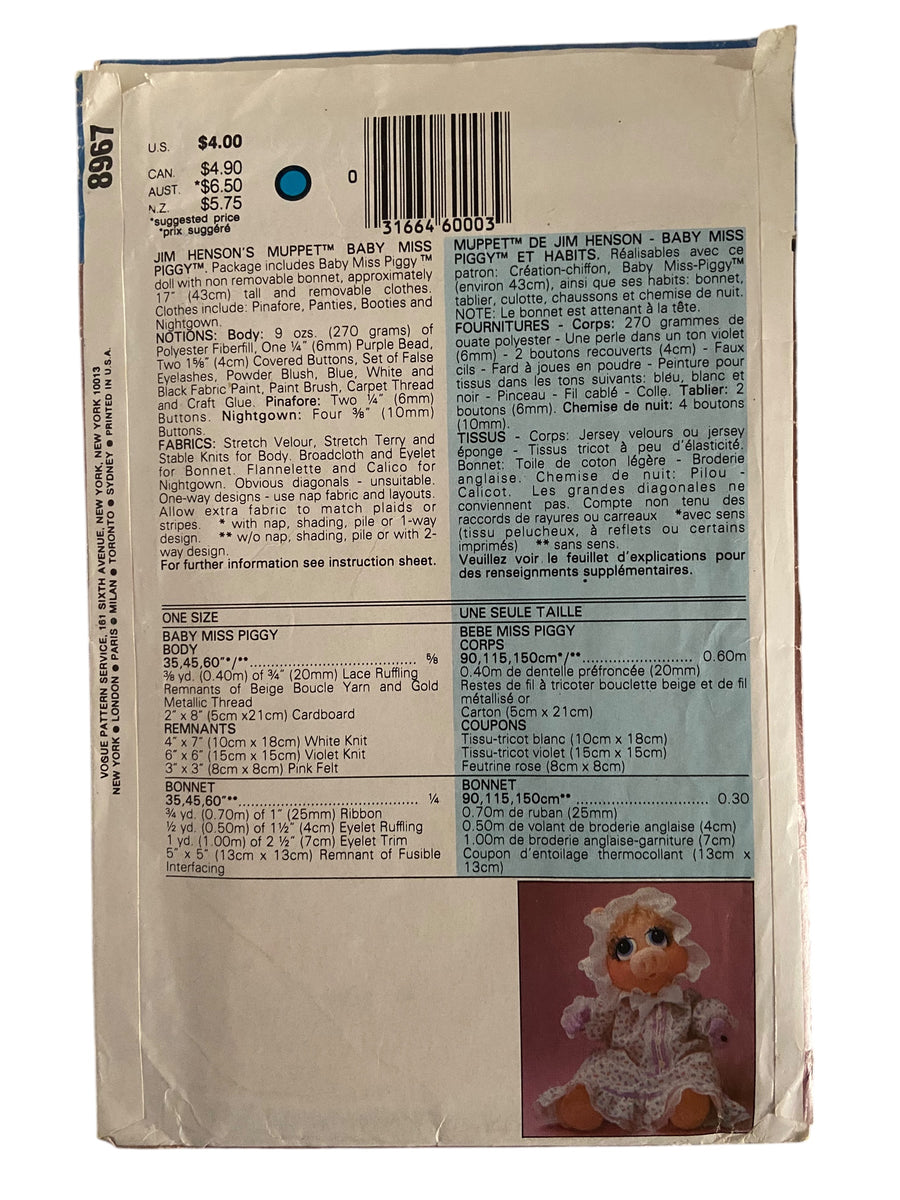 8967
U.S. $4.00
CAN. $4.90
AUST. *$6.50
N.Z. $5.75
*suggested price
*prix suggéré
0
31664 60003
VOGUE PATTERN SERVICE, 161 SIXTH AVENUE, NEW YORK, NEW YORK 10013
NEW YORK ● LONDON ● PARIS ● MILAN ● TORONTO ● SYDNEY ● PRINTED IN U.S.A.
JIM HENSON'S MUPPET™ BABY MISS
PIGGY™. Package includes Baby Miss Piggy™
doll with non removable bonnet, approximately
17" (43cm) tall and removable clothes.
Clothes include: Pinafore, Panties, Booties and
Nightgown.
NOTIONS: Body: 9 ozs. (270 grams) of
Polyester Fiberfill, One ¼" (6mm) Purple Bead,
Two 1⅝" (4cm) Covered Buttons, Set of False
Eyelashes, Powder Blush, Blue, White and
Black Fabric Paint, Paint Brush, Carpet Thread
and Craft Glue. Pinafore: Two ¼" (6mm)
Buttons. Nightgown: Four ⅜" (10mm)
Buttons.
FABRICS: Stretch Velour, Stretch Terry and
Stable Knits for Body. Broadcloth and Eyelet
for Bonnet. Flannelette and Calico for
Nightgown. Obvious diagonals - unsuitable.
One-way designs - use nap fabric and layouts.
Allow extra fabric to match plaids or
stripes. * with nap, shading, pile or 1-way
design. ** w/o nap, shading, pile or with 2-
way design.
For further information see instruction sheet.
MUPPET™ DE JIM HENSON - BABY MISS
PIGGY™ ET HABITS. Réalisables avec ce
patron: Création-chiffon, Baby Miss-Piggy™
(environ 43cm), ainsi que ses habits: bonnet,
tablier, culotte, chaussons et chemise de nuit.
NOTE: Le bonnet est attenant à la tête.
FOURNITURES - Corps: 270 grammes de
ouate polyester - Une perle dans un ton violet
(6mm) - 2 boutons recouverts (4cm) - Faux
cils - Fard à joues en poudre - Peinture pour
tissus dans les tons suivants: bleu, blanc et
noir - Pinceau - Fil cablé - Colle. Tablier: 2
boutons (6mm). Chemise de nuit: 4 boutons
(10mm).
TISSUS - Corps: Jersey velours ou jersey
éponge - Tissus tricot à peu d'élasticité.
Bonnet: Toile de coton légère - Broderie
anglaise. Chemise de nuit: Pilou -
Calicot. Les grandes diagonales ne
conviennent pas. Compte non tenu des
raccords de rayures ou carreaux *avec sens
(tissu pelucheux, à reflets ou certains
imprimés) ** sans sens.
Veuillez voir le feuillet d'explications pour
des renseignments supplémentaires.
ONE SIZE
BABY MISS PIGGY
BODY
35,45,60"*/** ⅝
⅜ yd. (0.40m) of ¾" (20mm) Lace Ruffling
Remnants of Beige Boucle Yarn and Gold
Metallic Thread
2" x 8" (5cm x21cm) Cardboard
REMNANTS
4" x 7" (10cm x 18cm) White Knit
6" x 6" (15cm x 15cm) Violet Knit
3" x 3" (8cm x 8cm) Pink Felt
BONNET
35,45,60"** ¼
¾ yd. (0.70m) of 1" (25mm) Ribbon
½ yd. (0.50m) of 1½" (4cm) Eyelet Ruffling
1 yd. (1.00m) of 2 ½" (7cm) Eyelet Trim
5" x 5" (13cm x 13cm) Remnant of Fusible
Interfacing
UNE SEULE TAILLE
BEBE MISS PIGGY
CORPS
90,115,150cm*/** 0.60m
0.40m de dentelle préfroncée (20mm)
Restes de fil à tricoter bouclette beige et de fil
métallisé or
Carton (5cm x 21cm)
COUPONS
Tissu-tricot blanc (10cm x 18cm)
Tissu-tricot violet (15cm x 15cm)
Feutrine rose (8cm x 8cm)
BONNET
90,115,150cm** 0.30
0.70m de ruban (25mm)
0.50m de volant de broderie anglaise (4cm)
1.00m de broderie anglaise-garniture (7cm)
Coupon d'entoilage thermocollant (13cm x
13cm)